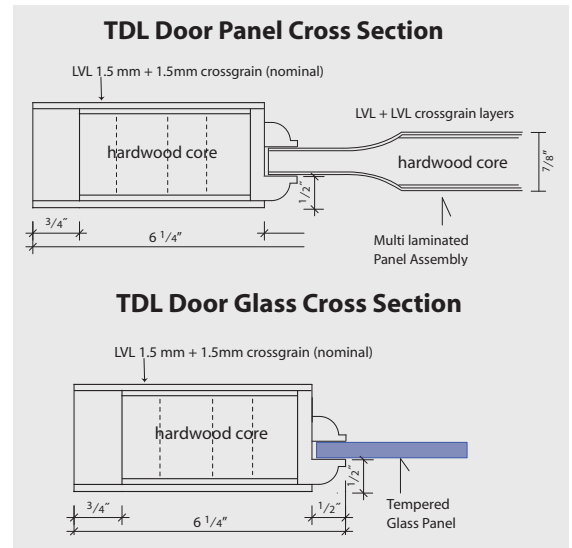 TDL Door Panel Cross Section
LVL 1.5 mm + 1.5mm crossgrain (nominal)
LVL + LVL crossgrain layers
hardwood core
hardwood core
7/8″
1/2″
3/4″
6 1/4″
Multi laminated
Panel Assembly
TDL Door Glass Cross Section
LVL 1.5 mm + 1.5mm crossgrain (nominal)
hardwood core
1/2″
3/4″
1/2″
6 1/4″
Tempered
Glass Panel